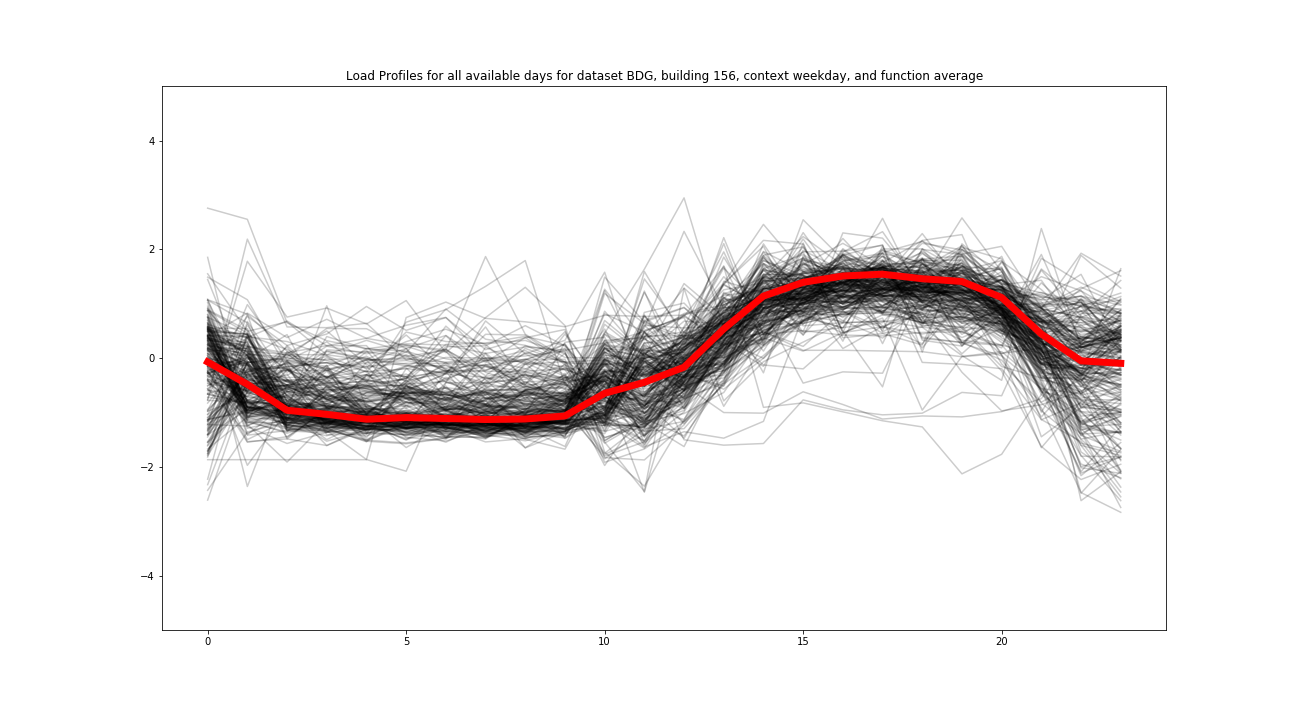 Load Profiles for all available days for dataset BDG, building 156, context weekday, and function average
4
2
0
−2
−4
0 5 10 15 20